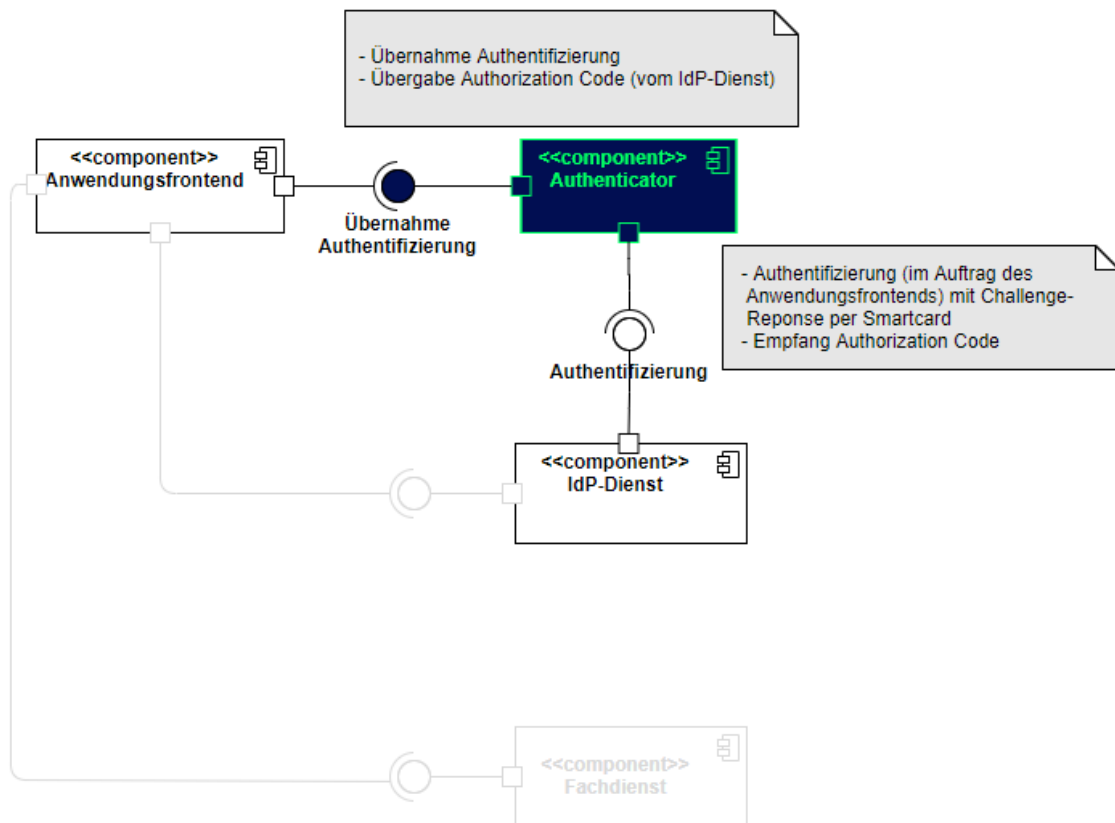 - Übernahme Authentifizierung
- Übergabe Authorization Code (vom IdP-Dienst)
<<component>>
Anwendungsfrontend
Übernahme
Authentifizierung
<<component>>
Authenticator
- Authentifizierung (im Auftrag des
Anwendungsfrontends) mit Challenge-
Reponse per Smartcard
- Empfang Authorization Code
Authentifizierung
<<component>>
IdP-Dienst
<<component>>
Fachdienst